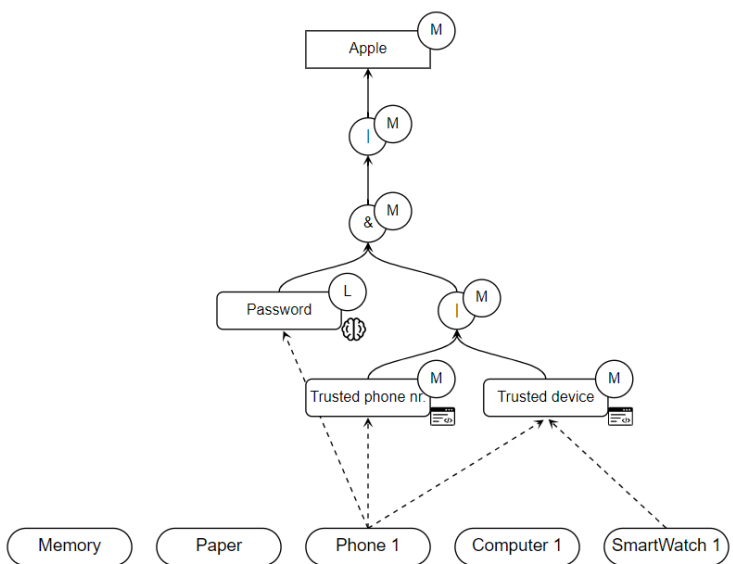 M
Apple
M
|
M
&
L
Password
M
|
M
Trusted phone nr.
M
Trusted device
Memory
Paper
Phone 1
Computer 1
SmartWatch 1